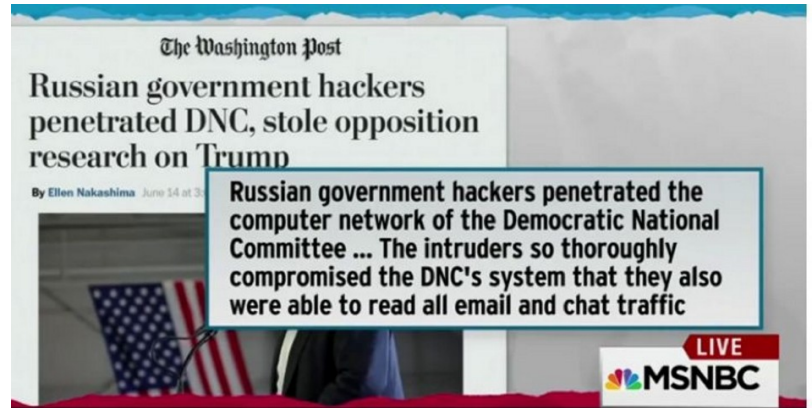 The Washington Post
Russian government hackers
penetrated DNC, stole opposition
research on Trump
By Ellen Nakashima June 14 at 3:
Russian government hackers penetrated the
computer network of the Democratic National
Committee ... The intruders so thoroughly
compromised the DNC's system that they also
were able to read all email and chat traffic
LIVE
MSNBC